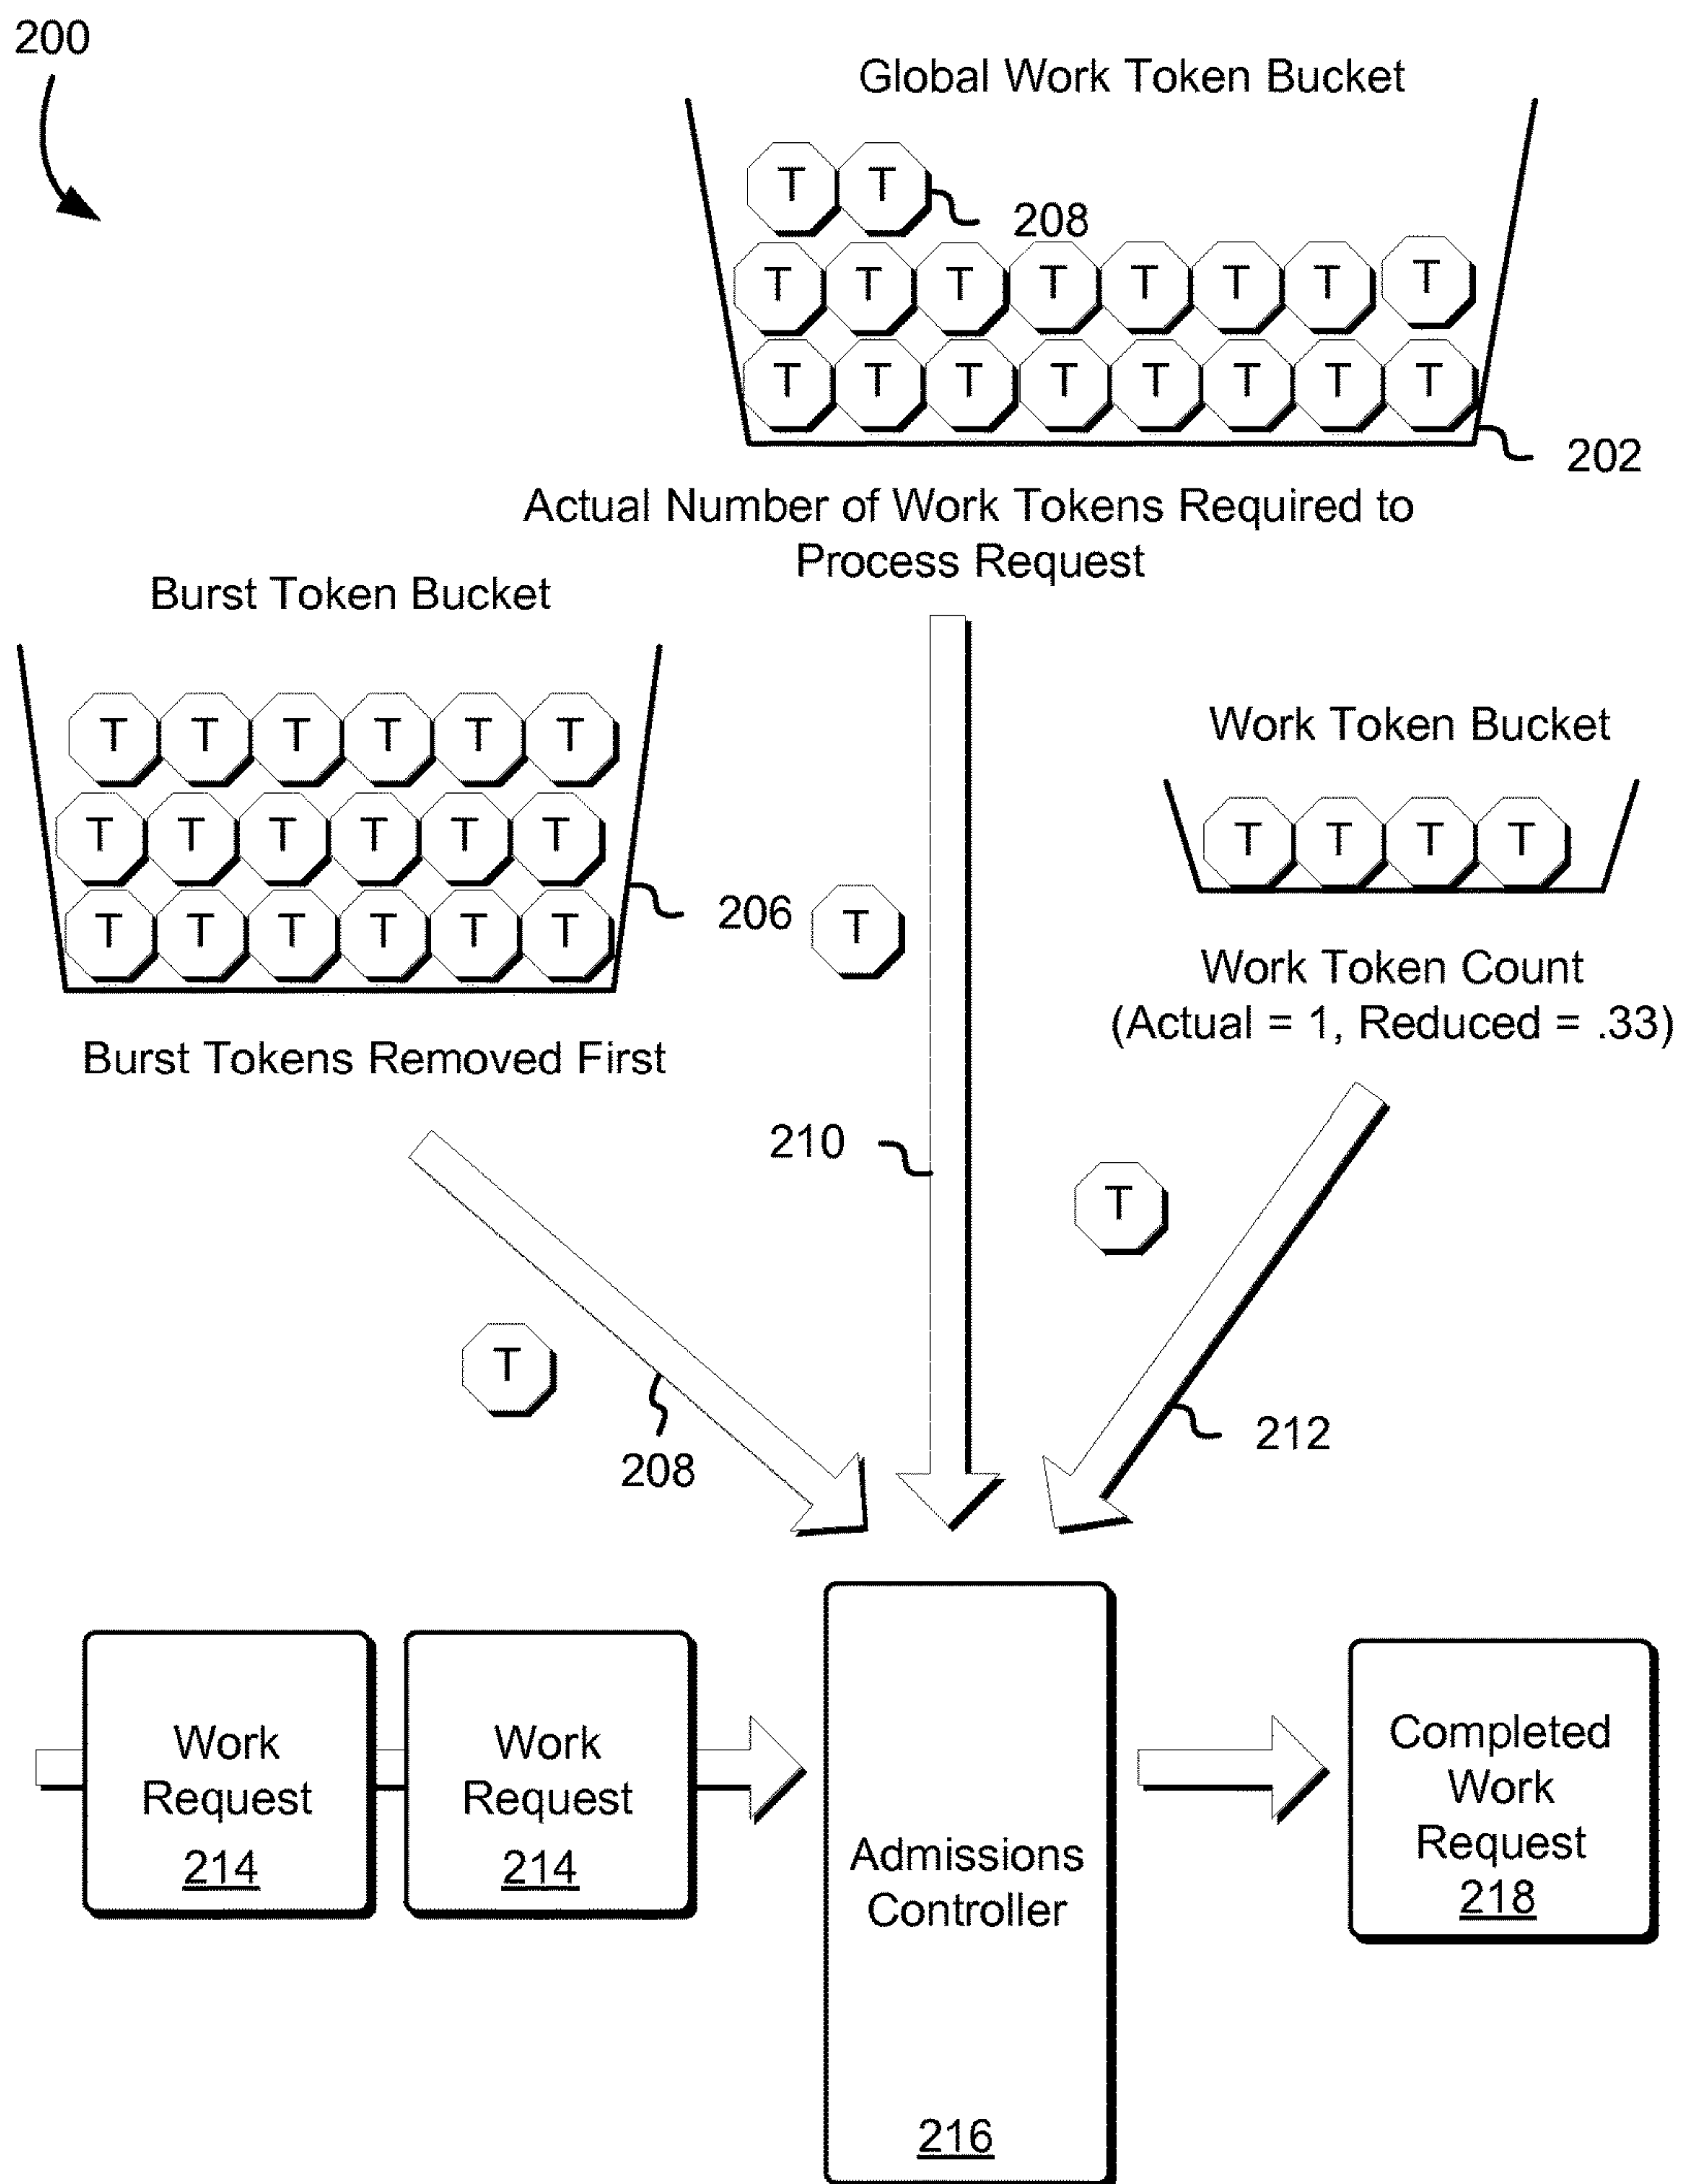 200
Global Work Token Bucket
T T
208
T T T T T T T T
T T T T T T T T
202
Actual Number of Work Tokens Required to
Process Request
Burst Token Bucket
T T T T T T
T T T T T T
T T T T T T
206
Burst Tokens Removed First
T
210
Work Token Bucket
T T T T
Work Token Count
(Actual = 1, Reduced = .33)
T
212
T
208
Work
Request
214
Work
Request
214
Admissions
Controller
216
Completed
Work
Request
218